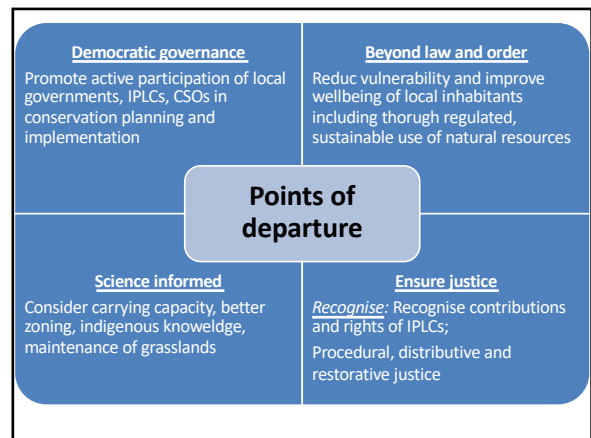 Democratic governance
Promote active participation of local
governments, IPLCs, CSOs in
conservation planning and
implementation
Beyond law and order
Reduc vulnerability and improve
wellbeing of local inhabitants
including thorugh regulated,
sustainable use of natural resources
Points of
departure
Science informed
Consider carrying capacity, better
zoning, indigenous knoweldge,
maintenance of grasslands
Ensure justice
Recognise: Recognise contributions
and rights of IPLCs;
Procedural, distributive and
restorative justice